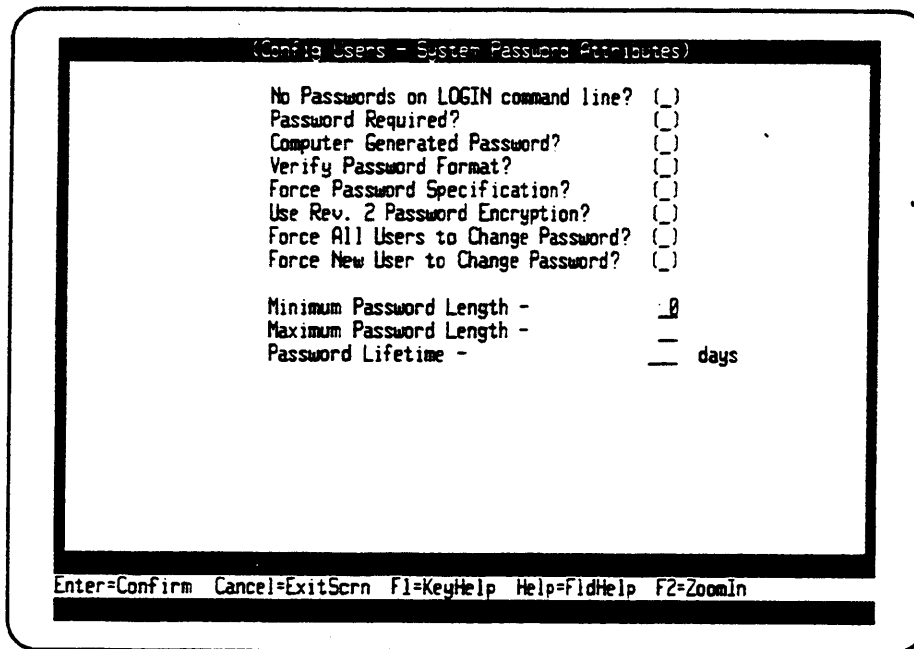 (Config Users - System Password Attributes)
No Passwords on LOGIN command line? (_)
Password Required? (_)
Computer Generated Password? (_)
Verify Password Format? (_)
Force Password Specification? (_)
Use Rev. 2 Password Encryption? (_)
Force All Users to Change Password? (_)
Force New User to Change Password? (_)
Minimum Password Length - _0
Maximum Password Length - __
Password Lifetime - ___ days
Enter=Confirm Cancel=ExitScrn F1=KeyHelp Help=FldHelp F2=ZoomIn